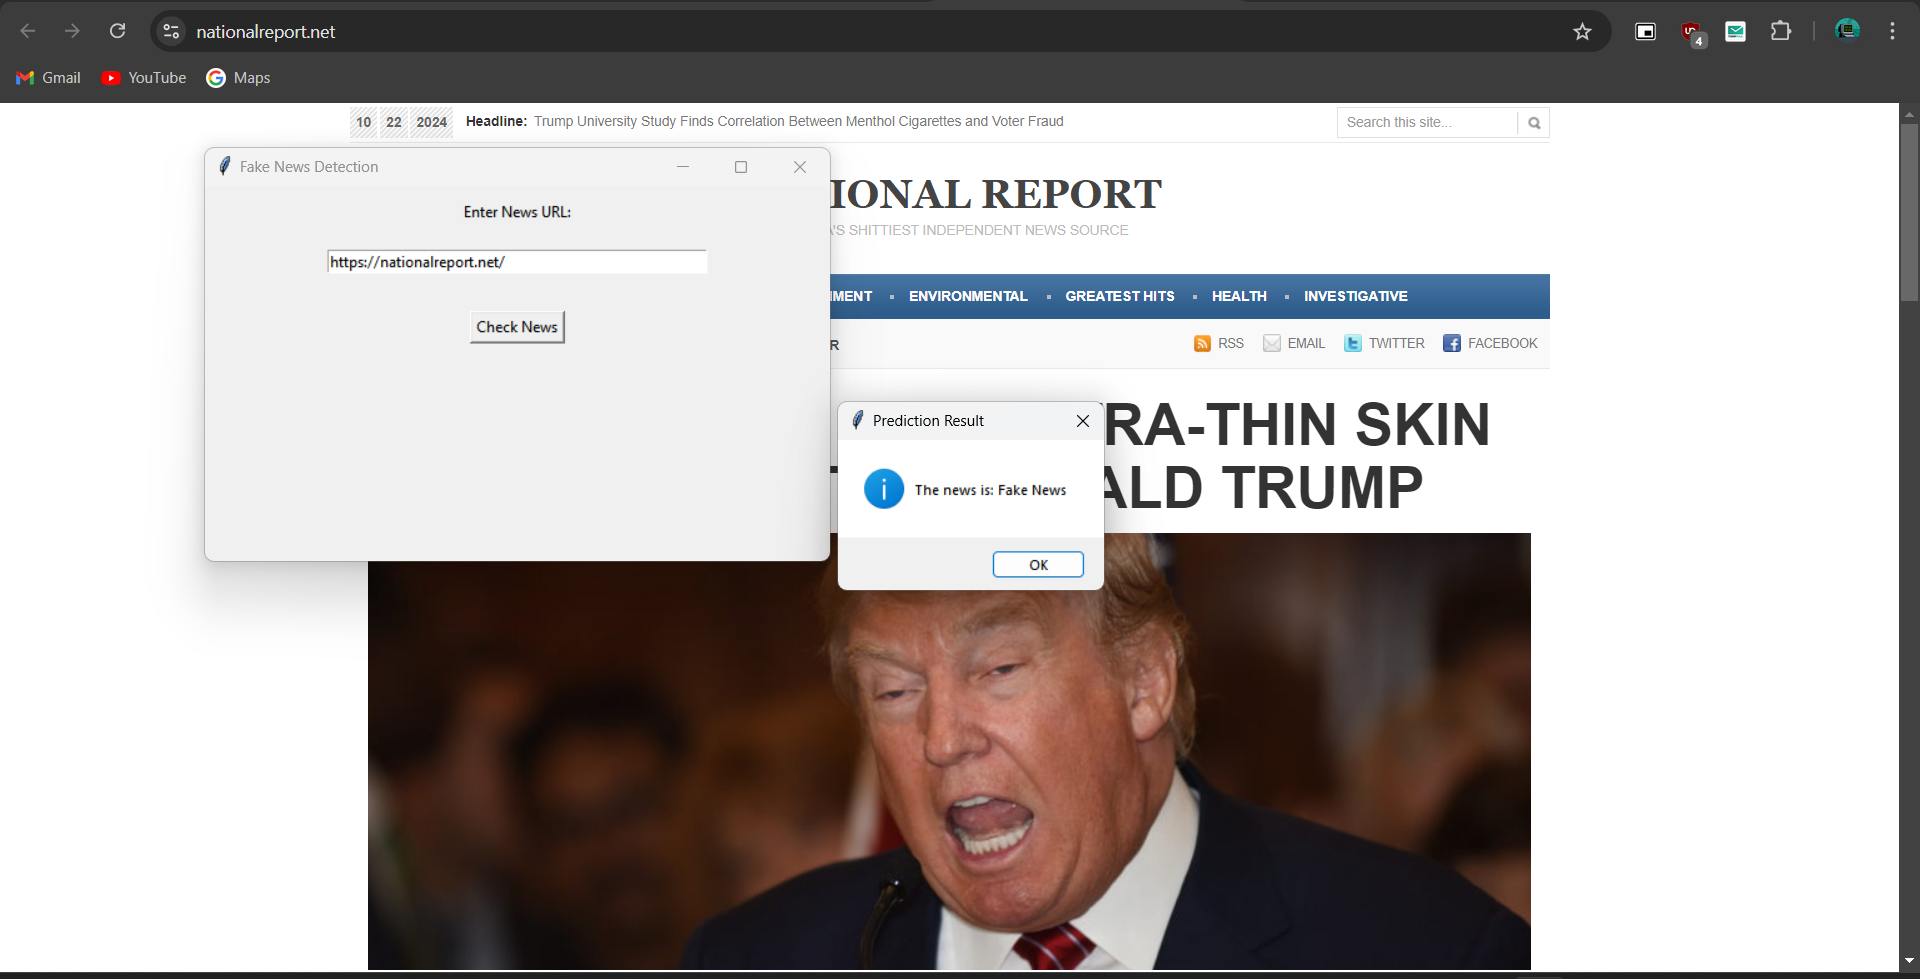 nationalreport.net
4
Gmail YouTube Maps
10 22 2024 Headline: Trump University Study Finds Correlation Between Menthol Cigarettes and Voter Fraud
Search this site...
Fake News Detection
Enter News URL:
https://nationalreport.net/
Check News
IONAL REPORT
'S SHITTIEST INDEPENDENT NEWS SOURCE
MENT ENVIRONMENTAL GREATEST HITS HEALTH INVESTIGATIVE
R RSS EMAIL TWITTER FACEBOOK
RA-THIN SKIN
ALD TRUMP
Prediction Result
The news is: Fake News
OK